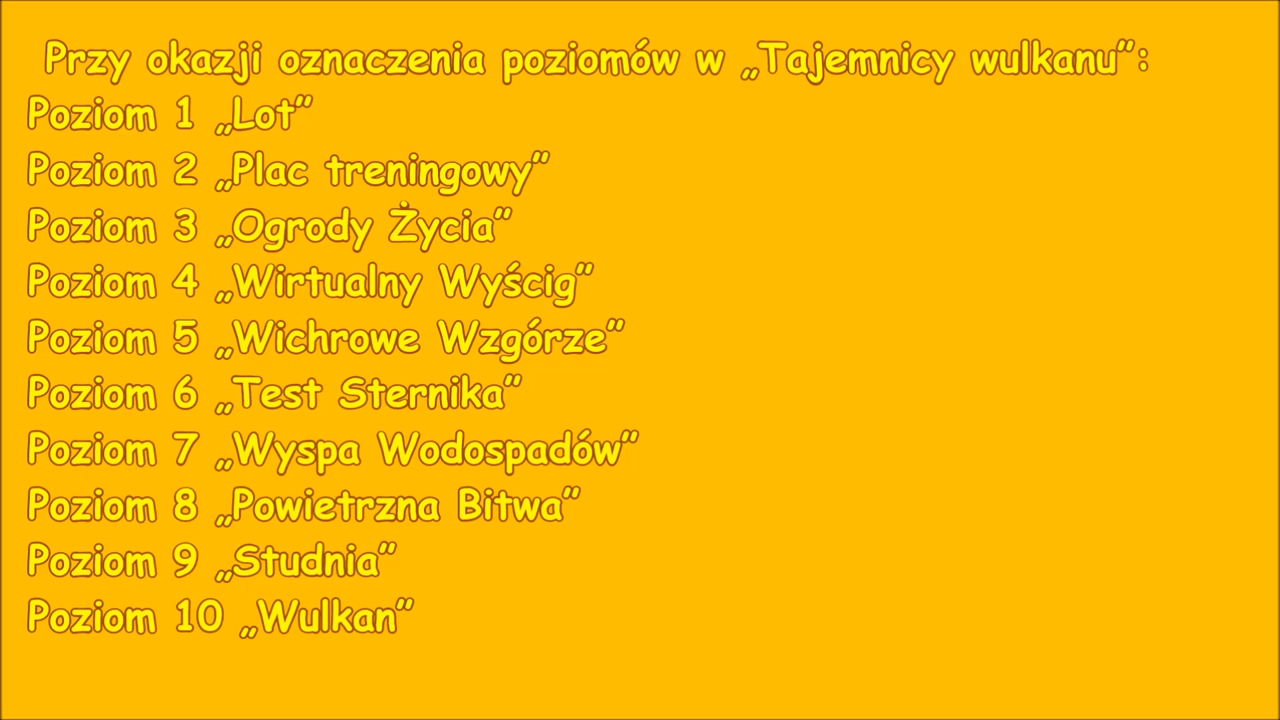 Przy okazji oznaczenia poziomów w „Tajemnicy wulkanu”:
Poziom 1 „Lot”
Poziom 2 „Plac treningowy”
Poziom 3 „Ogrody Życia”
Poziom 4 „Wirtualny Wyścig”
Poziom 5 „Wichrowe Wzgórze”
Poziom 6 „Test Sternika”
Poziom 7 „Wyspa Wodospadów”
Poziom 8 „Powietrzna Bitwa”
Poziom 9 „Studnia”
Poziom 10 „Wulkan”